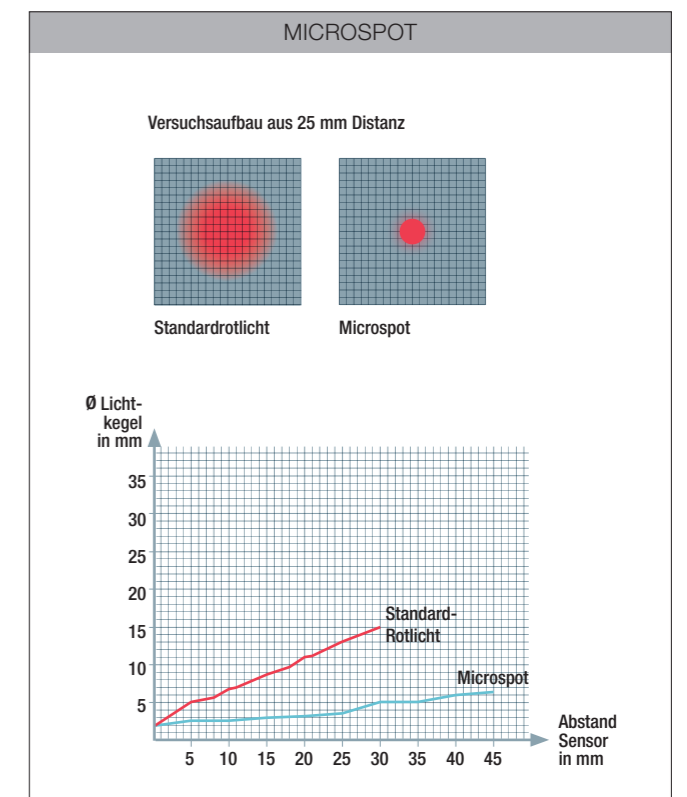 MICROSPOT
Versuchsaufbau aus 25 mm Distanz
Standardrotlicht Microspot
Ø Licht-
kegel
in mm
35
30
25
20
15
10
5
Standard-
Rotlicht
Microspot
5 10 15 20 25 30 35 40 45
Abstand
Sensor
in mm